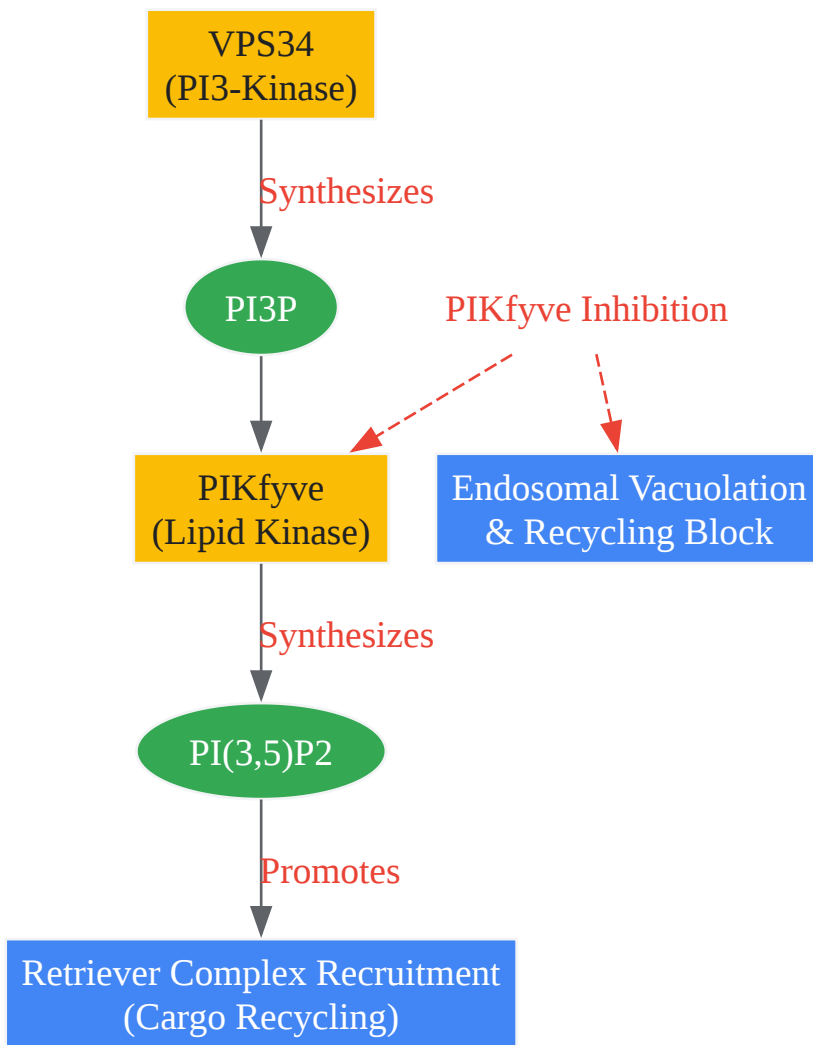 VPS34
(PI3-Kinase)
Synthesizes
PI3P
PIKfyve Inhibition
PIKfyve
(Lipid Kinase)
Endosomal Vacuolation
& Recycling Block
Synthesizes
PI(3,5)P2
Promotes
Retriever Complex Recruitment
(Cargo Recycling)